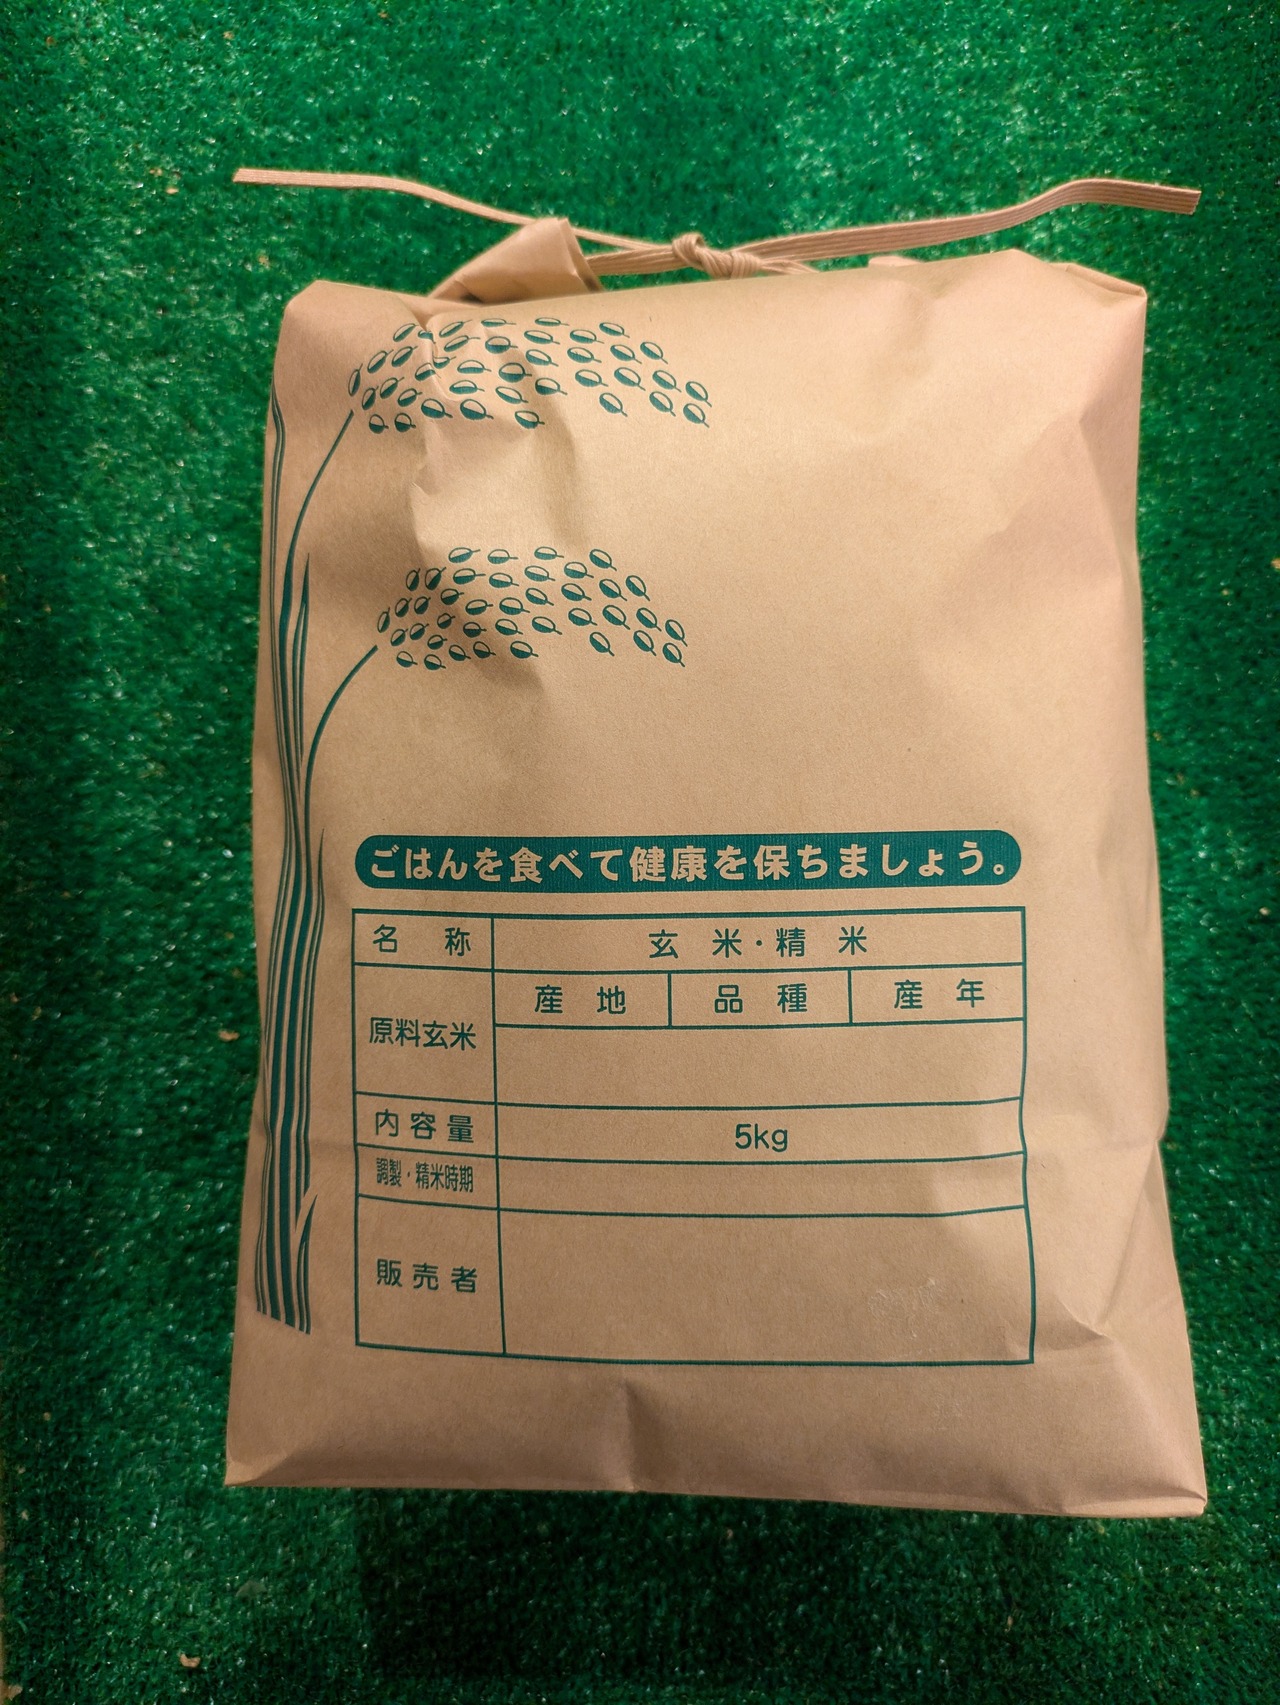 ごはんを食べて健康を保ちましょう。
名称 玄米・精米
原料玄米 産地 品種 産年
内容量 5kg
調製・精米時期
販売者